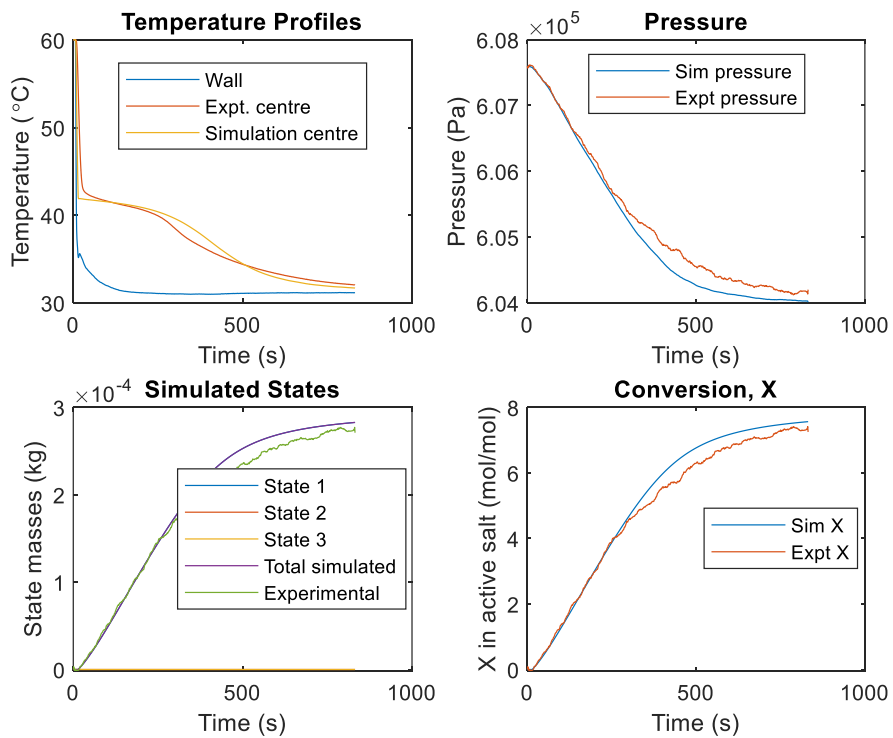 Temperature Profiles
60
50
40
30
0
500
1000
Temperature (°C)
Time (s)
Wall
Expt. centre
Simulation centre
Pressure
×10⁵
6.08
6.07
6.06
6.05
6.04
0
500
1000
Pressure (Pa)
Time (s)
Sim pressure
Expt pressure
Simulated States
×10⁻⁴
3
2
1
0
0
500
1000
State masses (kg)
Time (s)
State 1
State 2
State 3
Total simulated
Experimental
Conversion, X
8
6
4
2
0
0
500
1000
X in active salt (mol/mol)
Time (s)
Sim X
Expt X